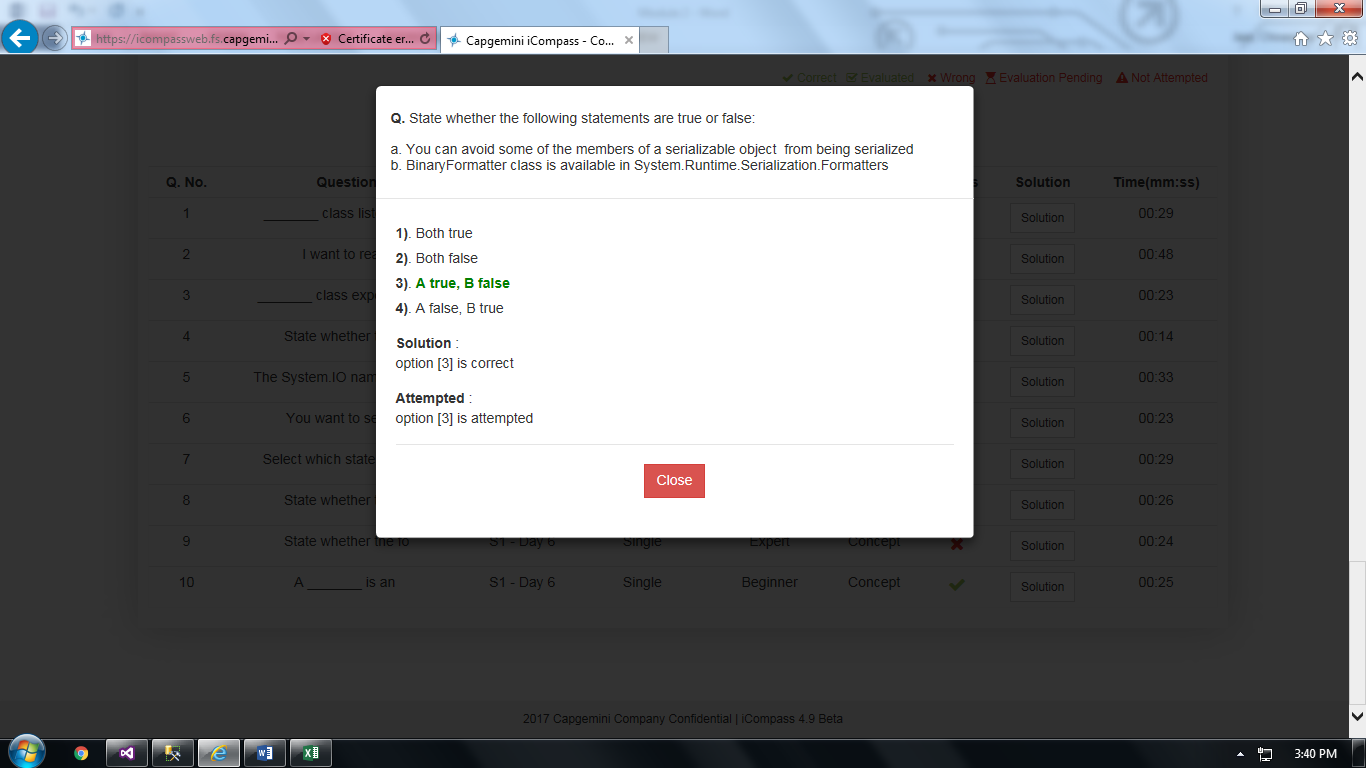 https://icompassweb.fs.capgemi... Certificate er... Capgemini iCompass - Co...
Correct Evaluated Wrong Evaluation Pending Not Attempted
Q. State whether the following statements are true or false:
a. You can avoid some of the members of a serializable object from being serialized
b. BinaryFormatter class is available in System.Runtime.Serialization.Formatters
1). Both true
2). Both false
3). A true, B false
4). A false, B true
Solution :
option [3] is correct
Attempted :
option [3] is attempted
Close
Q. No. Question s Solution Time(mm:ss)
1 _______ class list Solution 00:29
2 I want to rea Solution 00:48
3 _______ class exp Solution 00:23
4 State whether Solution 00:14
5 The System.IO nam Solution 00:33
6 You want to se Solution 00:23
7 Select which state Solution 00:29
8 State whether Solution 00:26
9 State whether the fo S1 - Day 6 Single Expert Concept Solution 00:24
10 A _______ is an S1 - Day 6 Single Beginner Concept Solution 00:25
2017 Capgemini Company Confidential | iCompass 4.9 Beta
3:40 PM